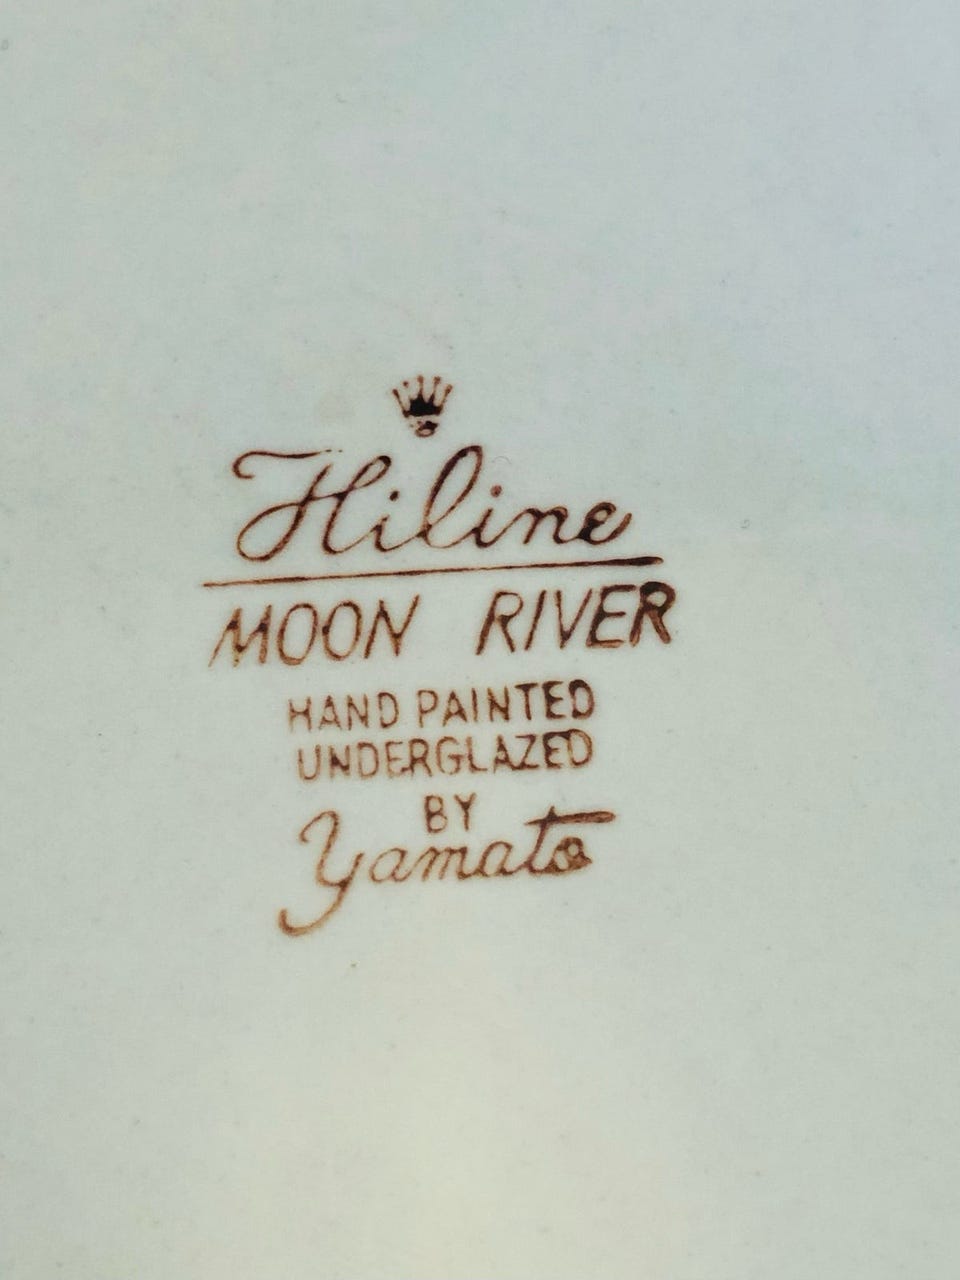 Hiline
MOON RIVER
HAND PAINTED
UNDERGLAZED
BY
Yamato